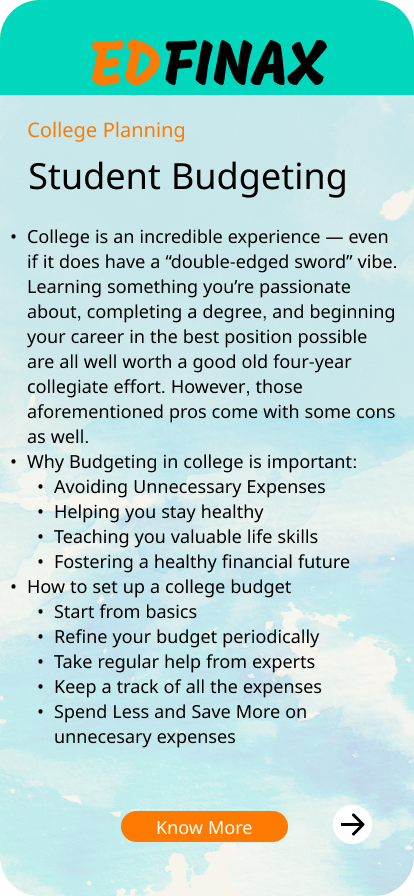 EDFINAX
College Planning
Student Budgeting
• College is an incredible experience — even
if it does have a “double-edged sword” vibe.
Learning something you’re passionate
about, completing a degree, and beginning
your career in the best position possible
are all well worth a good old four-year
collegiate effort. However, those
aforementioned pros come with some cons
as well.
• Why Budgeting in college is important:
• Avoiding Unnecessary Expenses
• Helping you stay healthy
• Teaching you valuable life skills
• Fostering a healthy financial future
• How to set up a college budget
• Start from basics
• Refine your budget periodically
• Take regular help from experts
• Keep a track of all the expenses
• Spend Less and Save More on
unnecesary expenses
Know More